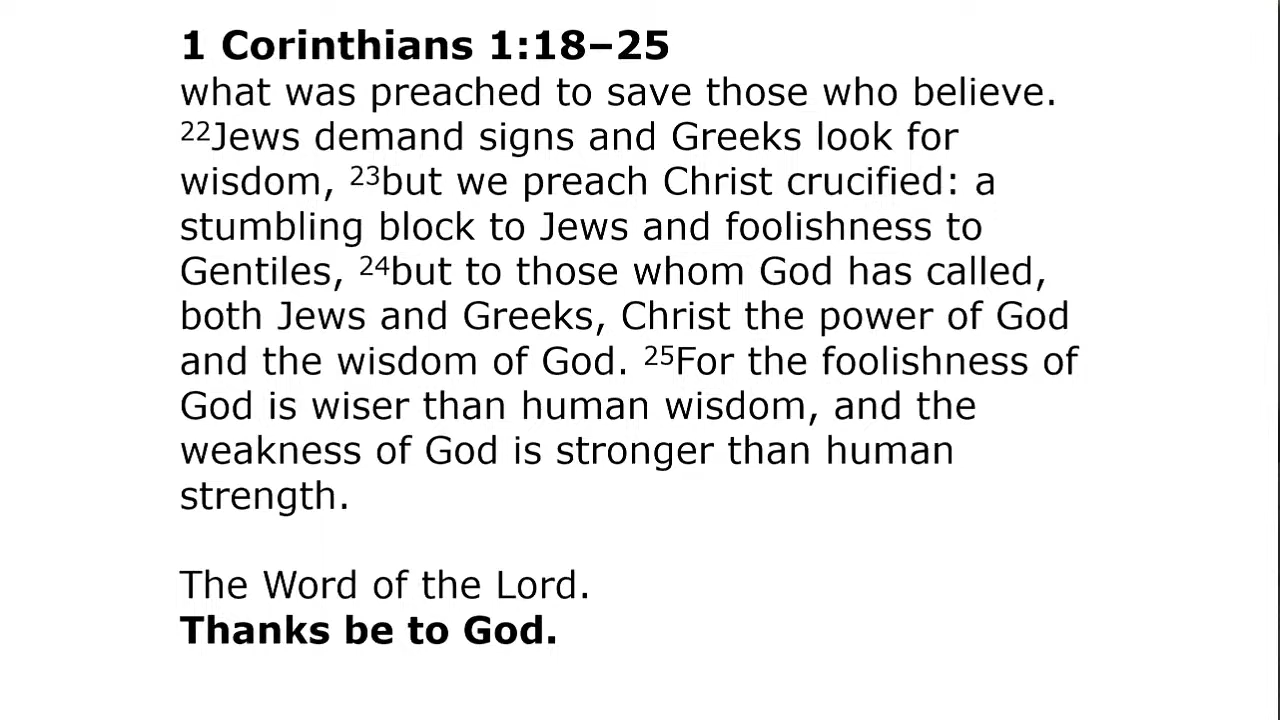 1 Corinthians 1:18–25
what was preached to save those who believe.
22Jews demand signs and Greeks look for
wisdom, 23but we preach Christ crucified: a
stumbling block to Jews and foolishness to
Gentiles, 24but to those whom God has called,
both Jews and Greeks, Christ the power of God
and the wisdom of God. 25For the foolishness of
God is wiser than human wisdom, and the
weakness of God is stronger than human
strength.
The Word of the Lord.
Thanks be to God.